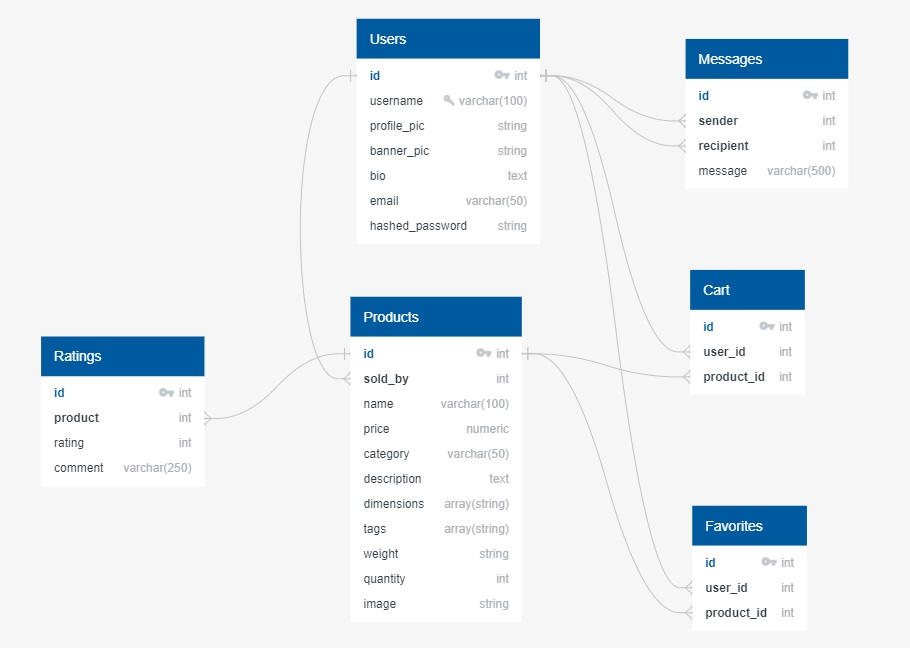 Users
id int
username varchar(100)
profile_pic string
banner_pic string
bio text
email varchar(50)
hashed_password string
Messages
id int
sender int
recipient int
message varchar(500)
Cart
id int
user_id int
product_id int
Products
id int
sold_by int
name varchar(100)
price numeric
category varchar(50)
description text
dimensions array(string)
tags array(string)
weight string
quantity int
image string
Ratings
id int
product int
rating int
comment varchar(250)
Favorites
id int
user_id int
product_id int